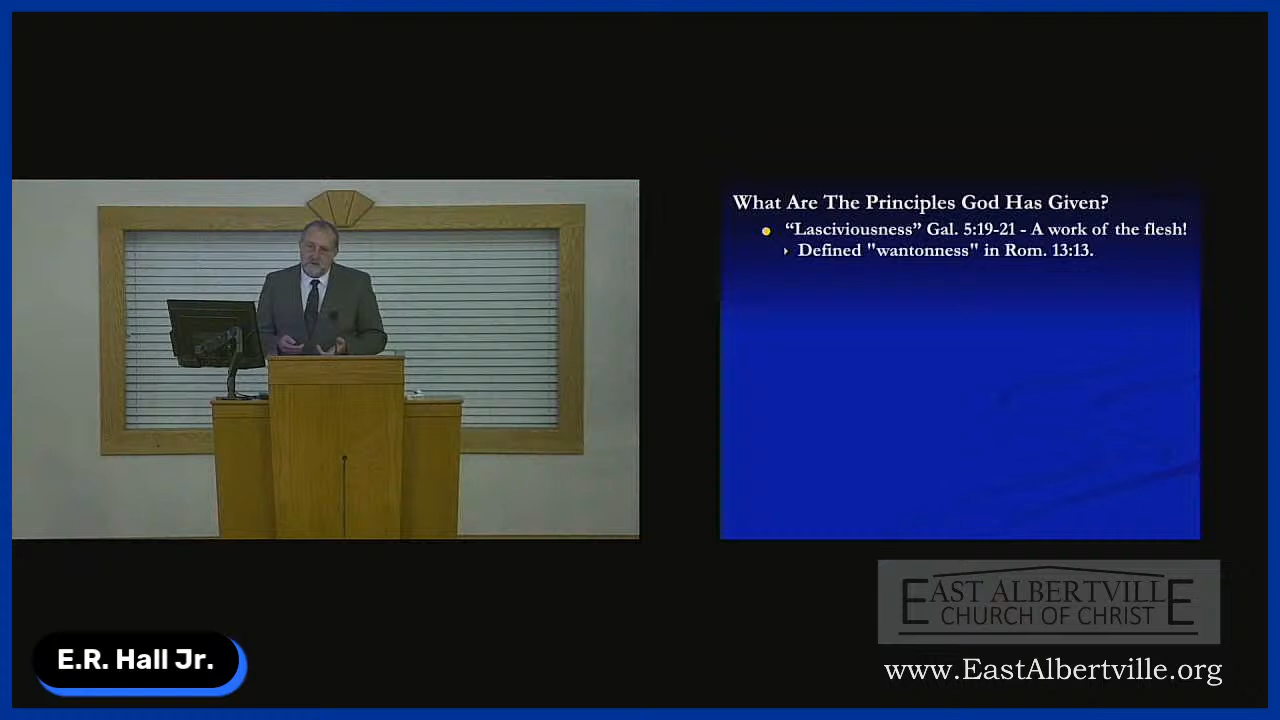 What Are The Principles God Has Given?
“Lasciviousness” Gal. 5:19-21 - A work of the flesh!
Defined "wantonness" in Rom. 13:13.
EAST ALBERTVILLE
CHURCH OF CHRIST
E.R. Hall Jr.
www.EastAlbertville.org